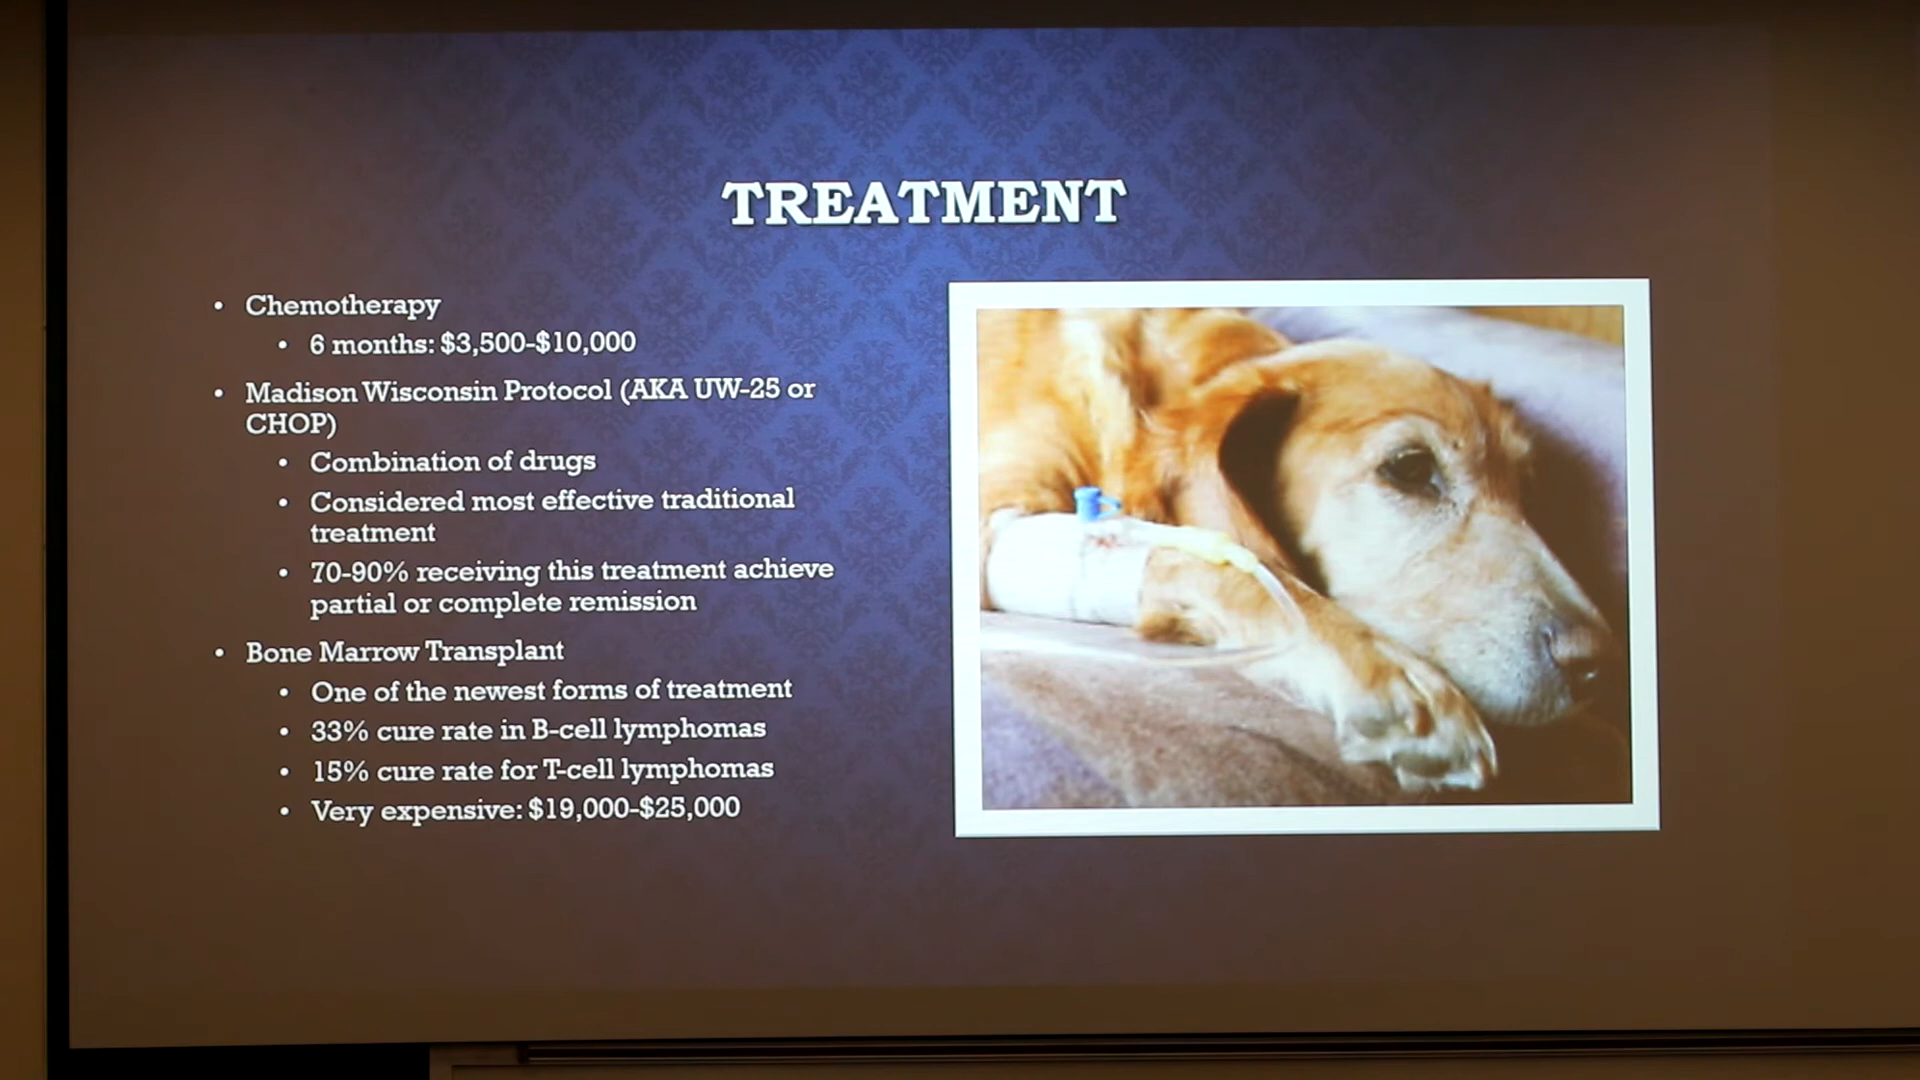 TREATMENT
• Chemotherapy
• 6 months: $3,500-$10,000
• Madison Wisconsin Protocol (AKA UW-25 or
CHOP)
• Combination of drugs
• Considered most effective traditional
treatment
• 70-90% receiving this treatment achieve
partial or complete remission
• Bone Marrow Transplant
• One of the newest forms of treatment
• 33% cure rate in B-cell lymphomas
• 15% cure rate for T-cell lymphomas
• Very expensive: $19,000-$25,000